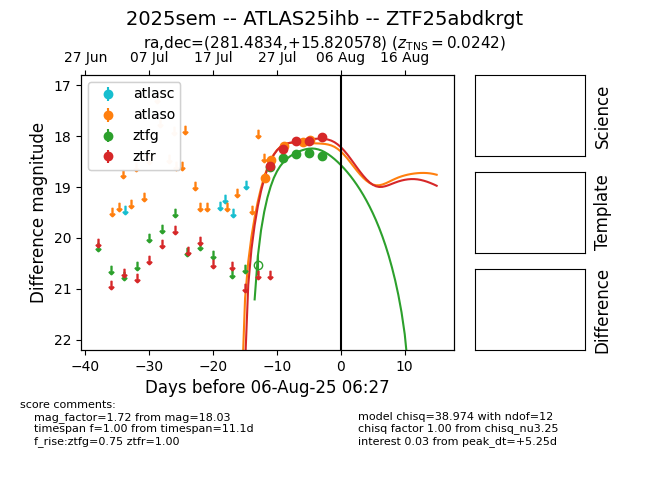 2025sem -- ATLAS25ihb -- ZTF25abdkrgt
ra,dec=(281.4834,+15.820578) (z_TNS = 0.0242)
27 Jun 07 Jul 17 Jul 27 Jul 06 Aug 16 Aug
17
18
19
20
21
22
Difference magnitude
atlasc
atlaso
ztfg
ztfr
−40 −30 −20 −10 0 10
Days before 06-Aug-25 06:27
Science
Template
Difference
score comments:
mag_factor=1.72 from mag=18.03
timespan f=1.00 from timespan=11.1d
f_rise:ztfg=0.75 ztfr=1.00
model chisq=38.974 with ndof=12
chisq factor 1.00 from chisq_nu3.25
interest 0.03 from peak_dt=+5.25d